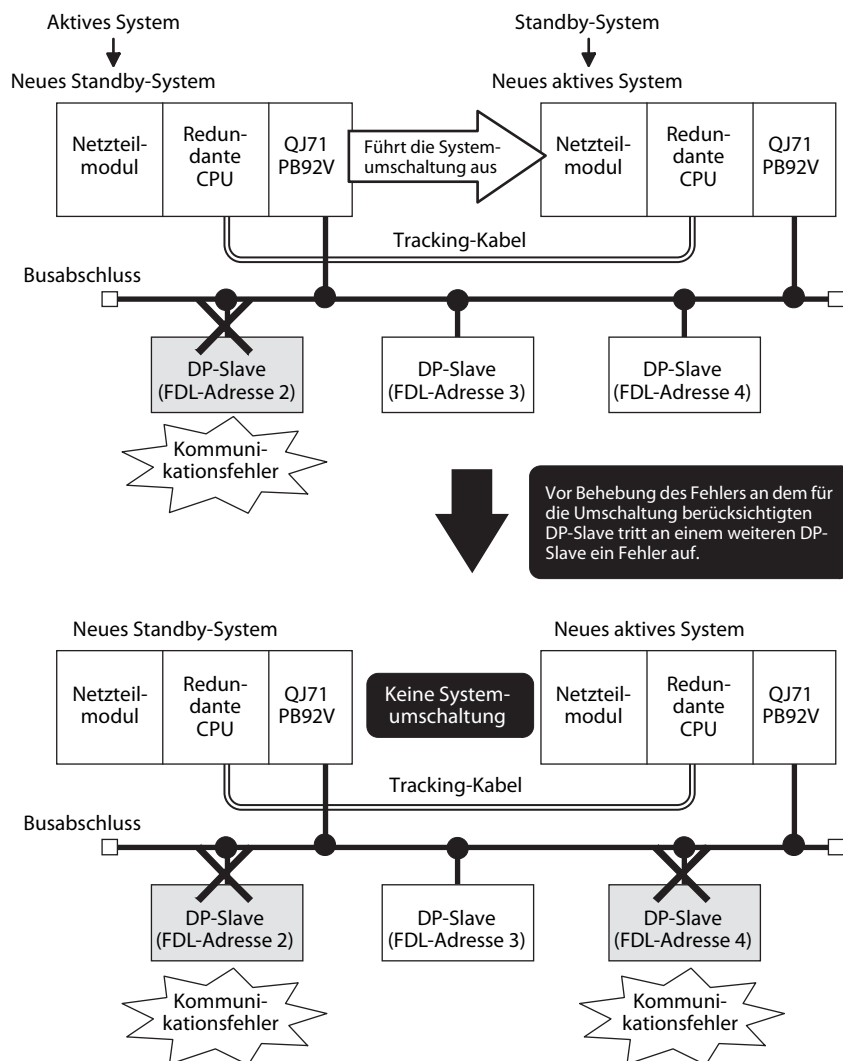 Aktives System
Standby-System
Neues Standby-System
Neues aktives System
Netzteil-
modul
Redun-
dante
CPU
QJ71
PB92V
Führt die System-
umschaltung aus
Netzteil-
modul
Redun-
dante
CPU
QJ71
PB92V
Tracking-Kabel
Busabschluss
DP-Slave
(FDL-Adresse 2)
DP-Slave
(FDL-Adresse 3)
DP-Slave
(FDL-Adresse 4)
Kommuni-
kationsfehler
Vor Behebung des Fehlers an dem für
die Umschaltung berücksichtigten
DP-Slave tritt an einem weiteren DP-
Slave ein Fehler auf.
Neues Standby-System
Neues aktives System
Netzteil-
modul
Redun-
dante
CPU
QJ71
PB92V
Keine System-
umschaltung
Netzteil-
modul
Redun-
dante
CPU
QJ71
PB92V
Tracking-Kabel
Busabschluss
DP-Slave
(FDL-Adresse 2)
DP-Slave
(FDL-Adresse 3)
DP-Slave
(FDL-Adresse 4)
Kommuni-
kationsfehler
Kommuni-
kationsfehler